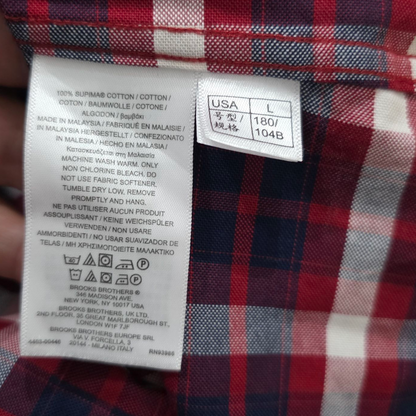 100% SUPIMA® COTTON / COTTON /
COTTON / BAUMWOLLE / COTONE /
ALGODON / βαμβάκι
MADE IN MALAYSIA / FABRIQUÉ EN MALAISIE /
IN MALAYSIA HERGESTELLT / CONFEZIONATO
IN MALESIA / HECHO EN MALASIA /
Κατασκευάζεται στη Μαλαισία
MACHINE WASH WARM. ONLY
NON CHLORINE BLEACH. DO
NOT USE FABRIC SOFTENER.
TUMBLE DRY LOW. REMOVE
PROMPTLY AND HANG.
NE PAS UTILISER AUCUN PRODUIT
ASSOUPLISSANT / KEINE WEICHSPÜLER
VERWENDEN / NON USARE
AMMORBIDENTI / NO USAR SUAVIZADOR DE
TELAS / ΜΗ ΧΡΗΣΙΜΟΠΟΙΕΙΤΕ ΜΑΛΑΚΤΙΚΟ
BROOKS BROTHERS ®
346 MADISON AVE.
NEW YORK, NY 10017 USA
BROOKS BROTHERS UK, LTD.
2ND FLOOR, 25 GREAT MARLBOROUGH ST.,
LONDON W1F 7JF
BROOKS BROTHERS EUROPE SRL
VIA V. FORCELLA, 3
20144 - MILANO ITALY
USA L
号型/规格 180/104B